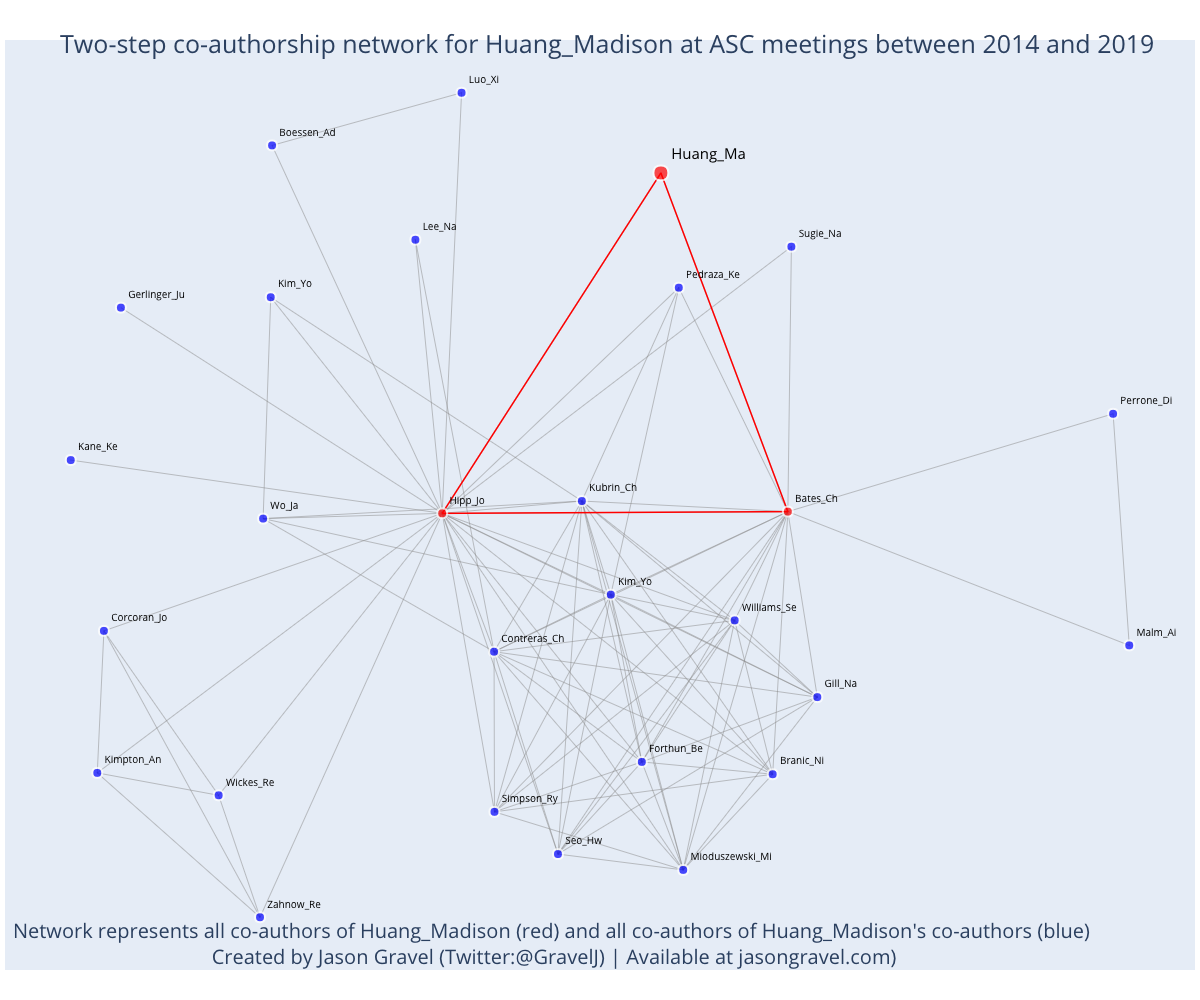 Two-step co-authorship network for Huang_Madison at ASC meetings between 2014 and 2019
Luo_Xi
Boessen_Ad
Huang_Ma
Lee_Na
Sugie_Na
Pedraza_Ke
Kim_Yo
Gerlinger_Ju
Perrone_Di
Kane_Ke
Kubrin_Ch
Bates_Ch
Hipp_Jo
Wo_Ja
Kim_Yo
Williams_Se
Corcoran_Jo
Contreras_Ch
Malm_Al
Gill_Na
Forthun_Be
Kimpton_An
Branic_Ni
Wickes_Re
Simpson_Ry
Seo_Hw
Mioduszewski_Mi
Zahnow_Re
Network represents all co-authors of Huang_Madison (red) and all co-authors of Huang_Madison's co-authors (blue)
Created by Jason Gravel (Twitter:@GravelJ) | Available at jasongravel.com)